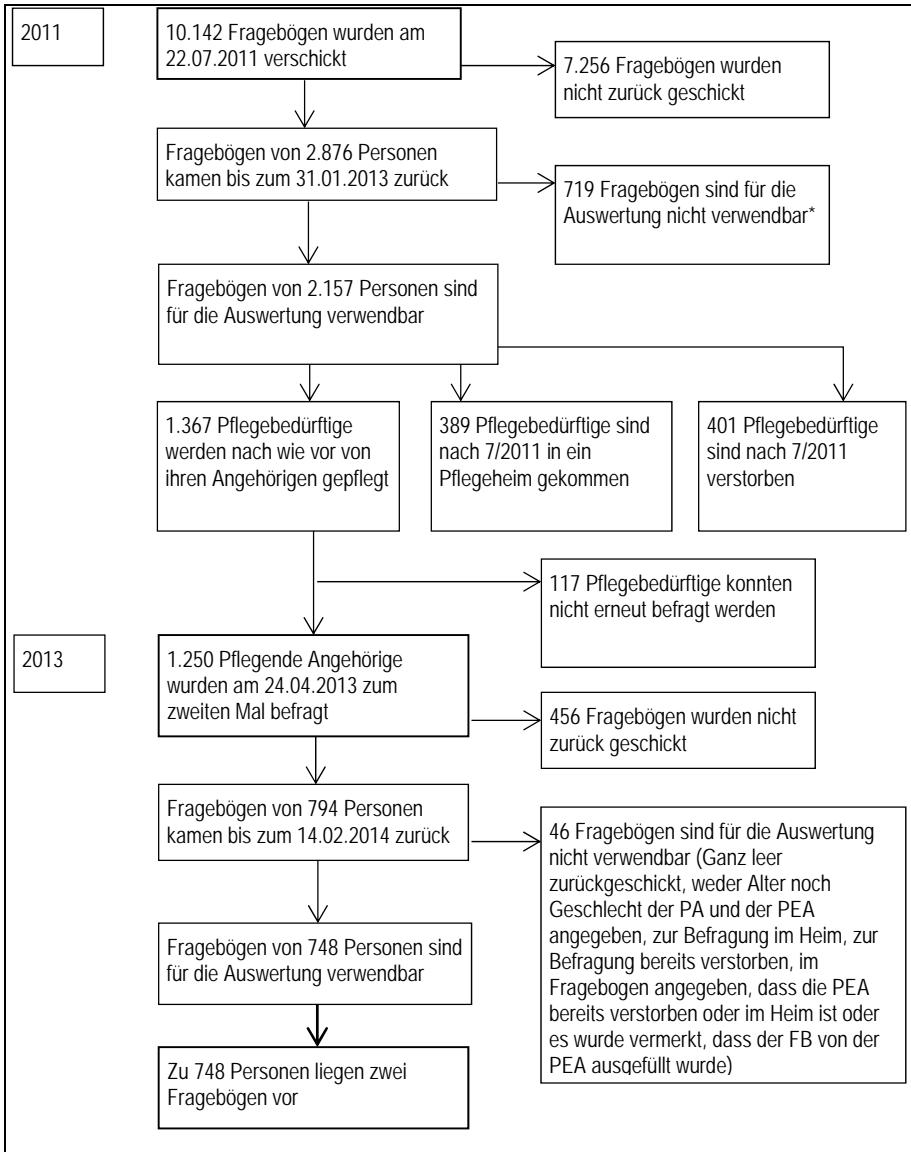 2011
10.142 Fragebögen wurden am
22.07.2011 verschickt
7.256 Fragebögen wurden
nicht zurück geschickt
Fragebögen von 2.876 Personen
kamen bis zum 31.01.2013 zurück
719 Fragebögen sind für die
Auswertung nicht verwendbar*
Fragebögen von 2.157 Personen sind
für die Auswertung verwendbar
1.367 Pflegebedürftige
werden nach wie vor von
ihren Angehörigen gepflegt
389 Pflegebedürftige sind
nach 7/2011 in ein
Pflegeheim gekommen
401 Pflegebedürftige
sind nach 7/2011
verstorben
117 Pflegebedürftige konnten
nicht erneut befragt werden
2013
1.250 Pflegende Angehörige
wurden am 24.04.2013 zum
zweiten Mal befragt
456 Fragebögen wurden nicht
zurück geschickt
Fragebögen von 794 Personen
kamen bis zum 14.02.2014 zurück
46 Fragebögen sind für die Auswertung
nicht verwendbar (Ganz leer
zurückgeschickt, weder Alter noch
Geschlecht der PA und der PEA
angegeben, zur Befragung im Heim, zur
Befragung bereits verstorben, im
Fragebogen angegeben, dass die PEA
bereits verstorben oder im Heim ist oder
es wurde vermerkt, dass der FB von der
PEA ausgefüllt wurde)
Fragebögen von 748 Personen sind
für die Auswertung verwendbar
Zu 748 Personen liegen zwei
Fragebögen vor